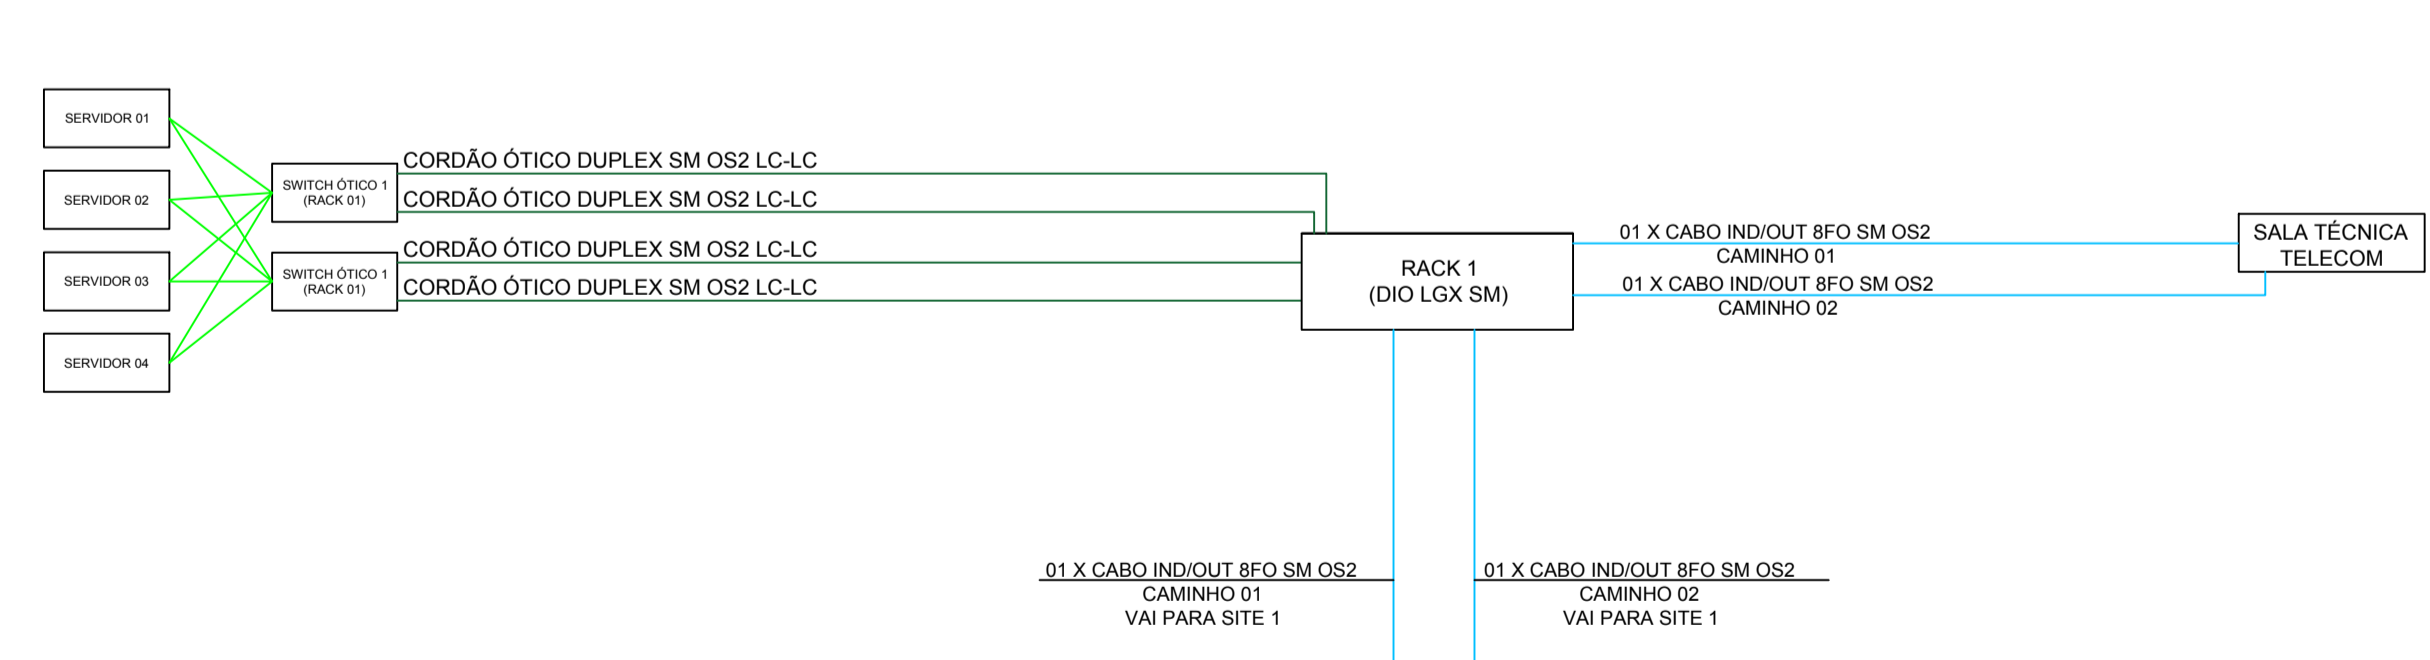 SERVIDOR 01
SERVIDOR 02
SERVIDOR 03
SERVIDOR 04
SWITCH ÓTICO 1
(RACK 01)
SWITCH ÓTICO 1
(RACK 01)
CORDÃO ÓTICO DUPLEX SM OS2 LC-LC
CORDÃO ÓTICO DUPLEX SM OS2 LC-LC
CORDÃO ÓTICO DUPLEX SM OS2 LC-LC
CORDÃO ÓTICO DUPLEX SM OS2 LC-LC
RACK 1
(DIO LGX SM)
01 X CABO IND/OUT 8FO SM OS2
CAMINHO 01
01 X CABO IND/OUT 8FO SM OS2
CAMINHO 02
SALA TÉCNICA
TELECOM
01 X CABO IND/OUT 8FO SM OS2
CAMINHO 01
VAI PARA SITE 1
01 X CABO IND/OUT 8FO SM OS2
CAMINHO 02
VAI PARA SITE 1